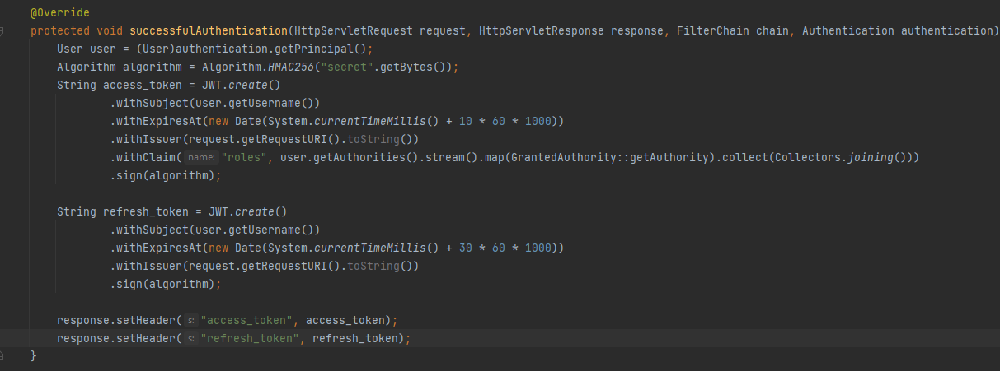 @Override
protected void successfulAuthentication(HttpServletRequest request, HttpServletResponse response, FilterChain chain, Authentication authentication)
User user = (User)authentication.getPrincipal();
Algorithm algorithm = Algorithm.HMAC256("secret".getBytes());
String access_token = JWT.create()
.withSubject(user.getUsername())
.withExpiresAt(new Date(System.currentTimeMillis() + 10 * 60 * 1000))
.withIssuer(request.getRequestURI().toString())
.withClaim( name: "roles", user.getAuthorities().stream().map(GrantedAuthority::getAuthority).collect(Collectors.joining()))
.sign(algorithm);
String refresh_token = JWT.create()
.withSubject(user.getUsername())
.withExpiresAt(new Date(System.currentTimeMillis() + 30 * 60 * 1000))
.withIssuer(request.getRequestURI().toString())
.sign(algorithm);
response.setHeader( s: "access_token", access_token);
response.setHeader( s: "refresh_token", refresh_token);
}